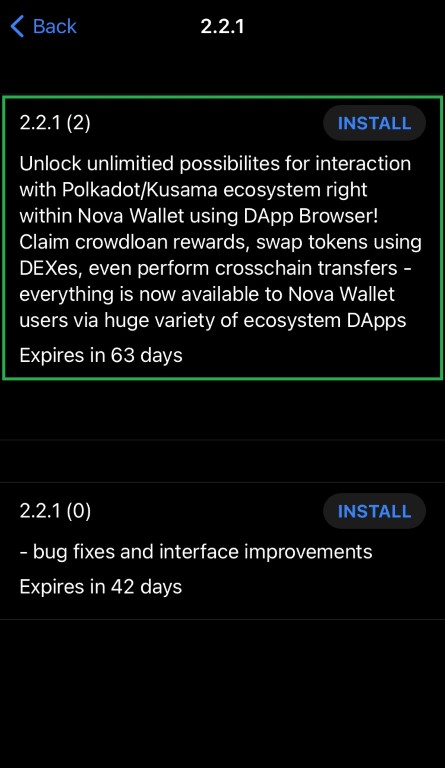 Back
2.2.1
2.2.1 (2)
INSTALL
Unlock unlimitied possibilites for interaction
with Polkadot/Kusama ecosystem right
within Nova Wallet using DApp Browser!
Claim crowdloan rewards, swap tokens using
DEXes, even perform crosschain transfers -
everything is now available to Nova Wallet
users via huge variety of ecosystem DApps
Expires in 63 days
2.2.1 (0)
INSTALL
- bug fixes and interface improvements
Expires in 42 days